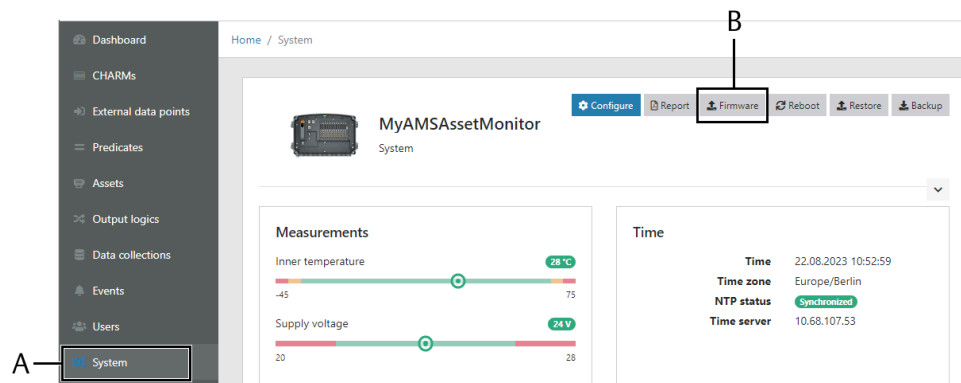 B
Dashboard
Home / System
CHARMs
External data points
Configure Report Firmware Reboot Restore Backup
MyAMSAssetMonitor
System
Predicates
Assets
Output logics
Data collections
Events
Users
A
System
Measurements
Inner temperature 28 °C
-45 75
Supply voltage 24 V
20 28
Time
Time 22.08.2023 10:52:59
Time zone Europe/Berlin
NTP status Synchronized
Time server 10.68.107.53